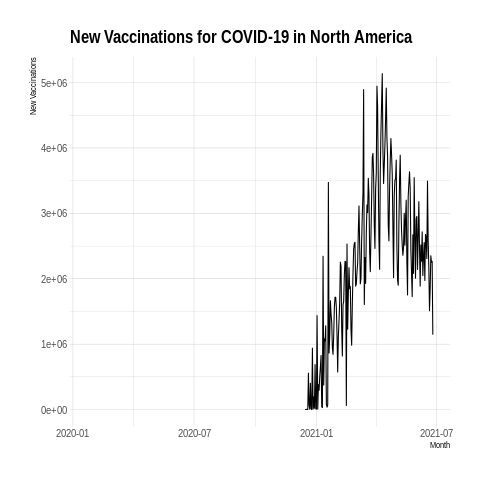 New Vaccinations for COVID-19 in North America
New Vaccinations
5e+06
4e+06
3e+06
2e+06
1e+06
0e+00
2020-01 2020-07 2021-01 2021-07
Month